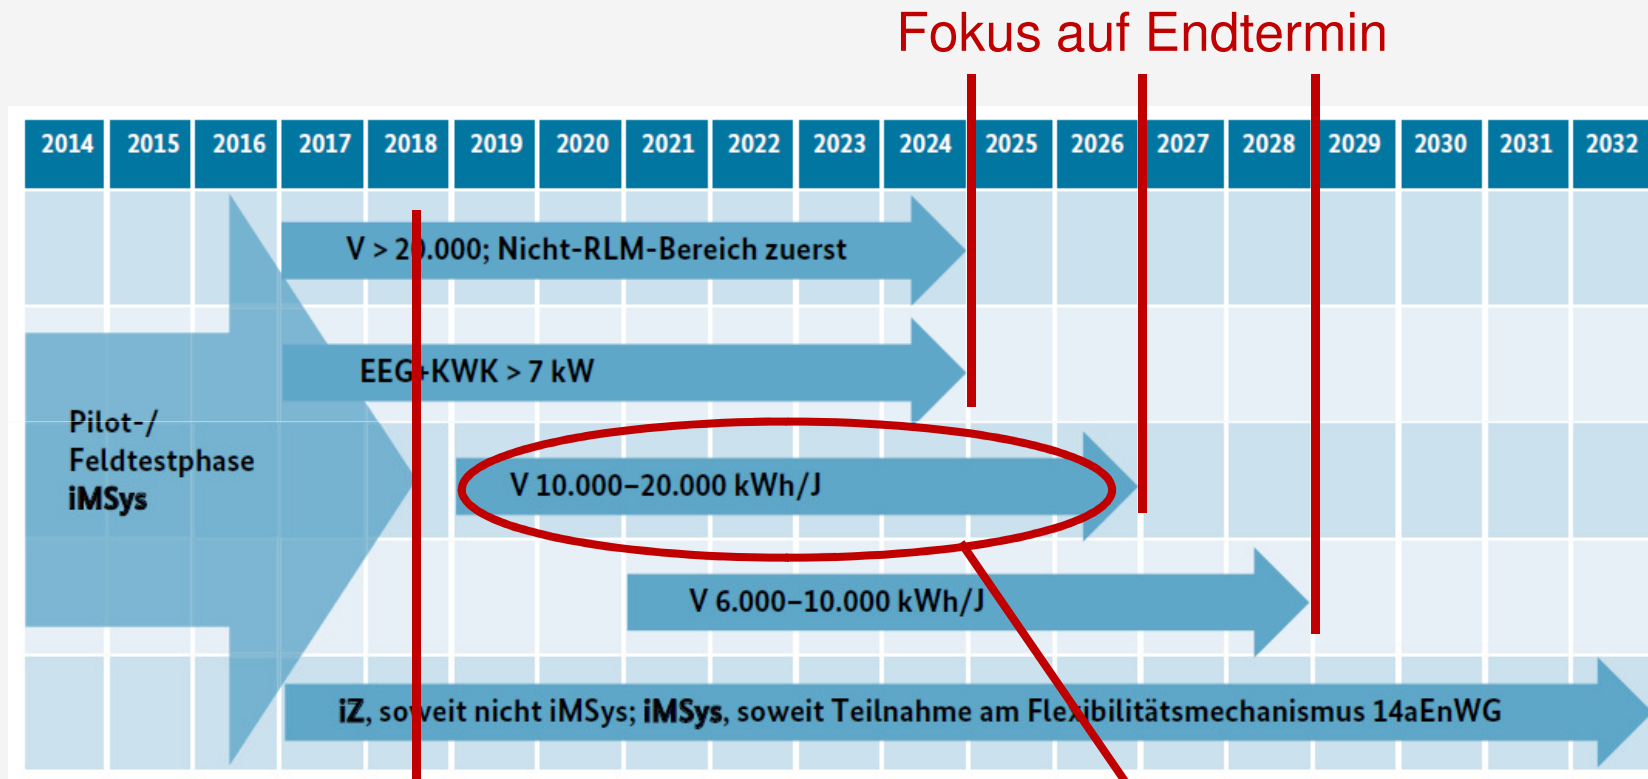 Fokus auf Endtermin
2014 2015 2016 2017 2018 2019 2020 2021 2022 2023 2024 2025 2026 2027 2028 2029 2030 2031 2032
V > 20.000; Nicht-RLM-Bereich zuerst
EEG+KWK > 7 kW
Pilot-/
Feldtestphase
iMSys
V 10.000–20.000 kWh/J
V 6.000–10.000 kWh/J
iZ, soweit nicht iMSys; iMSys, soweit Teilnahme am Flexibilitätsmechanismus 14aEnWG